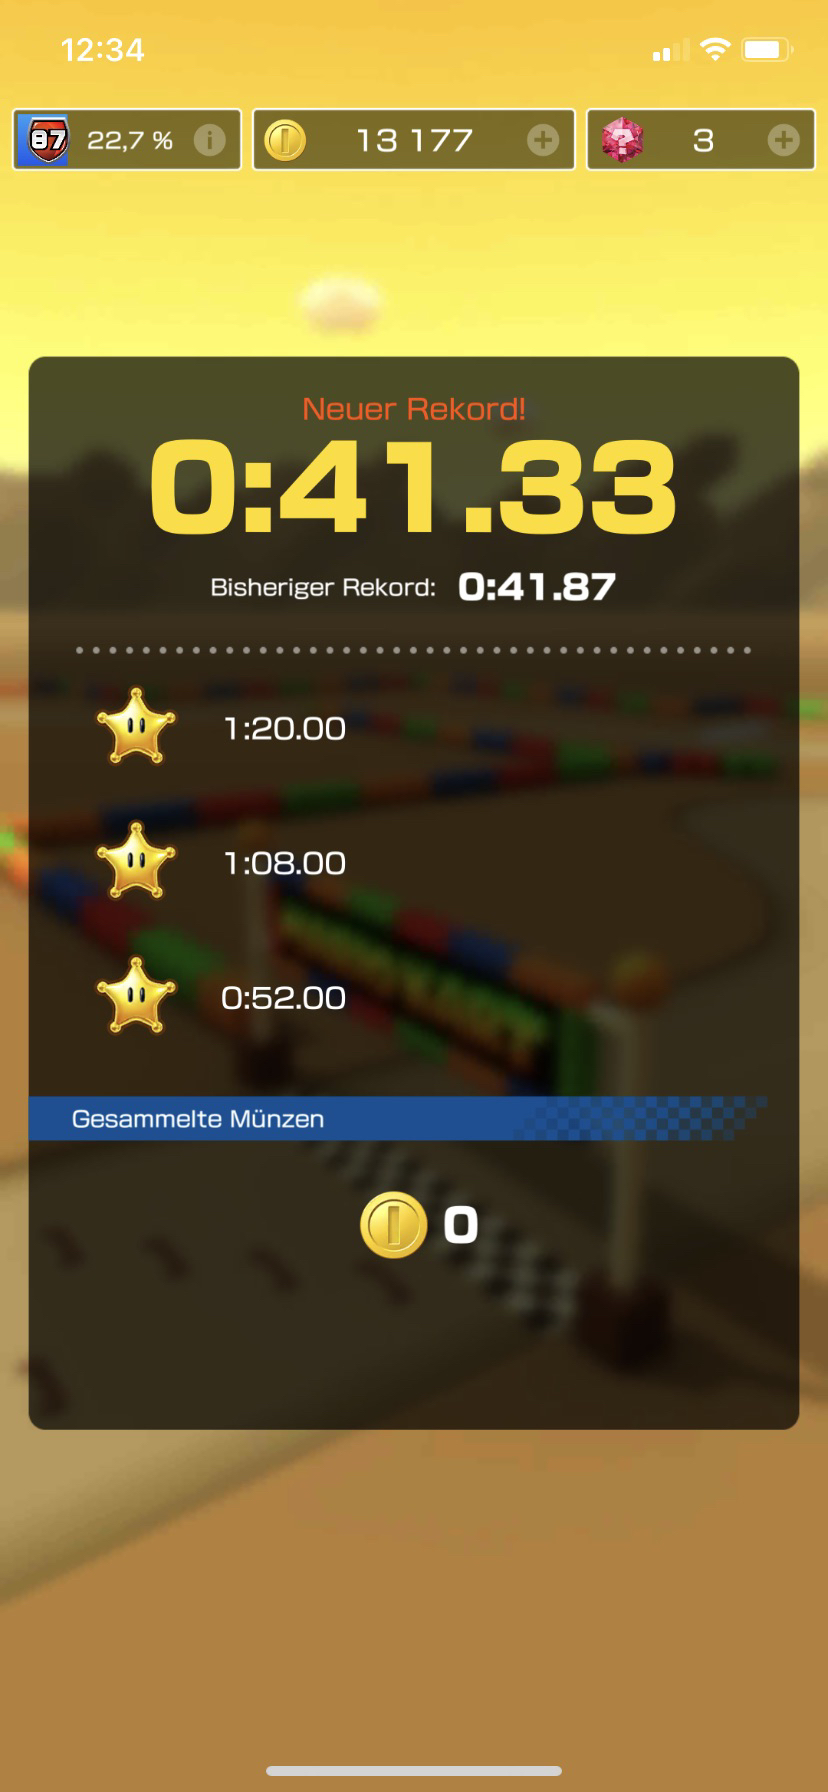 12:34
87 22,7 % i 13 177 + ? 3 +
Neuer Rekord!
0:41.33
Bisheriger Rekord: 0:41.87
1:20.00
1:08.00
0:52.00
Gesammelte Münzen
0